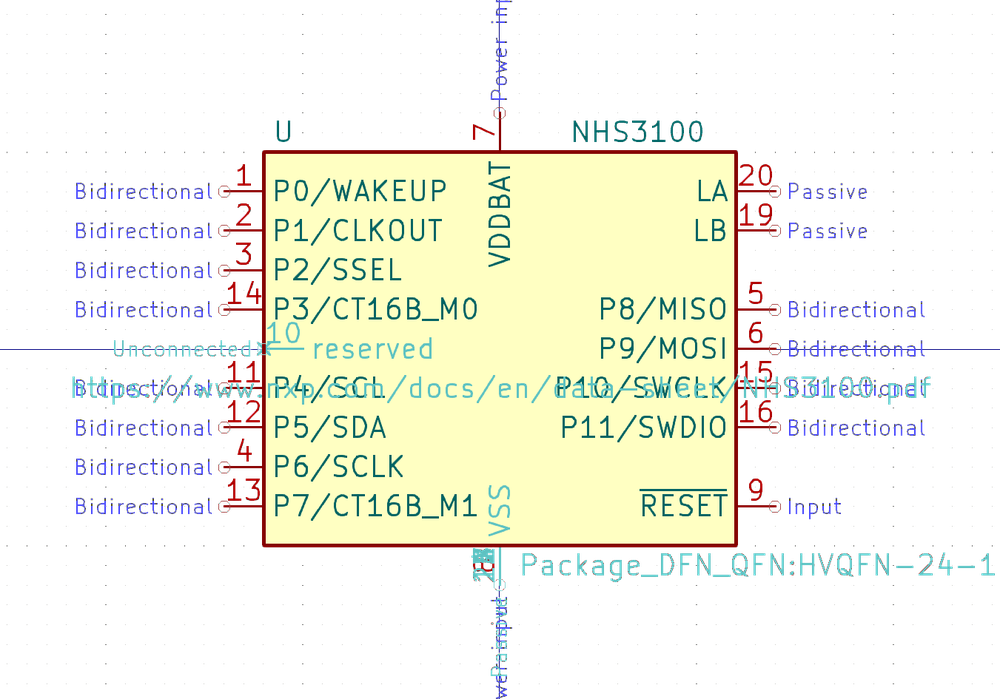 Power inp
7
U NHS3100
VDDBAT
Bidirectional 1 P0/WAKEUP LA 20 Passive
Bidirectional 2 P1/CLKOUT LB 19 Passive
Bidirectional 3 P2/SSEL
Bidirectional 14 P3/CT16B_M0 P8/MISO 5 Bidirectional
Unconnected 10 reserved P9/MOSI 6 Bidirectional
Bidirectional 11 P4/SCL P10/SWCLK 15 Bidirectional
https://www.nxp.com/docs/en/data-sheet/NHS3100.pdf
Bidirectional 12 P5/SDA P11/SWDIO 16 Bidirectional
Bidirectional 4 P6/SCLK
Bidirectional 13 P7/CT16B_M1 RESET 9 Input
VSS
Package_DFN_QFN:HVQFN-24-1
wer input